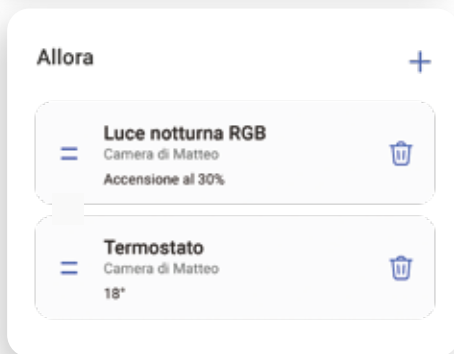 Allora
Luce notturna RGB
Camera di Matteo
Accensione al 30%
Termostato
Camera di Matteo
18°